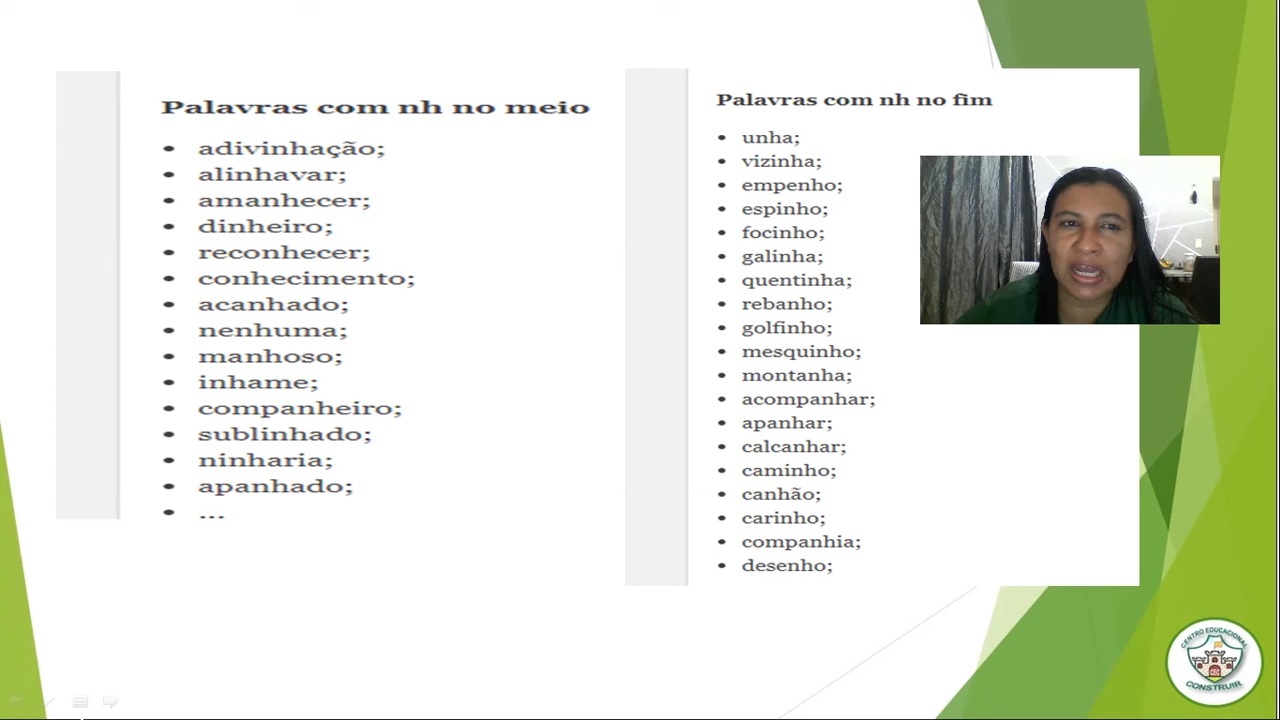 Palavras com nh no meio
• adivinhação;
• alinhavar;
• amanhecer;
• dinheiro;
• reconhecer;
• conhecimento;
• acanhado;
• nenhuma;
• manhoso;
• inhame;
• companheiro;
• sublinhado;
• ninharia;
• apanhado;
• ...
Palavras com nh no fim
• unha;
• vizinha;
• empenho;
• espinho;
• focinho;
• galinha;
• quentinha;
• rebanho;
• golfinho;
• mesquinho;
• montanha;
• acompanhar;
• apanhar;
• calcanhar;
• caminho;
• canhão;
• carinho;
• companhia;
• desenho;
CENTRO EDUCACIONAL
CONSTRUIR